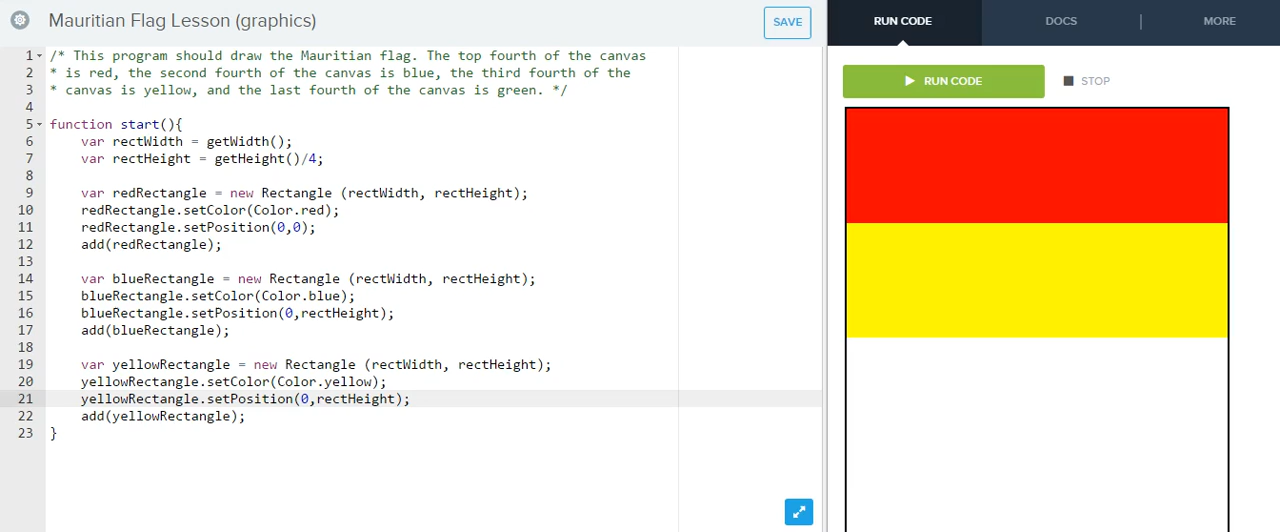 Mauritian Flag Lesson (graphics)
SAVE
RUN CODE
DOCS
MORE
RUN CODE
STOP
1 /* This program should draw the Mauritian flag. The top fourth of the canvas
2 * is red, the second fourth of the canvas is blue, the third fourth of the
3 * canvas is yellow, and the last fourth of the canvas is green. */
4
5 function start(){
6 var rectWidth = getWidth();
7 var rectHeight = getHeight()/4;
8
9 var redRectangle = new Rectangle (rectWidth, rectHeight);
10 redRectangle.setColor(Color.red);
11 redRectangle.setPosition(0,0);
12 add(redRectangle);
13
14 var blueRectangle = new Rectangle (rectWidth, rectHeight);
15 blueRectangle.setColor(Color.blue);
16 blueRectangle.setPosition(0,rectHeight);
17 add(blueRectangle);
18
19 var yellowRectangle = new Rectangle (rectWidth, rectHeight);
20 yellowRectangle.setColor(Color.yellow);
21 yellowRectangle.setPosition(0,rectHeight);
22 add(yellowRectangle);
23 }